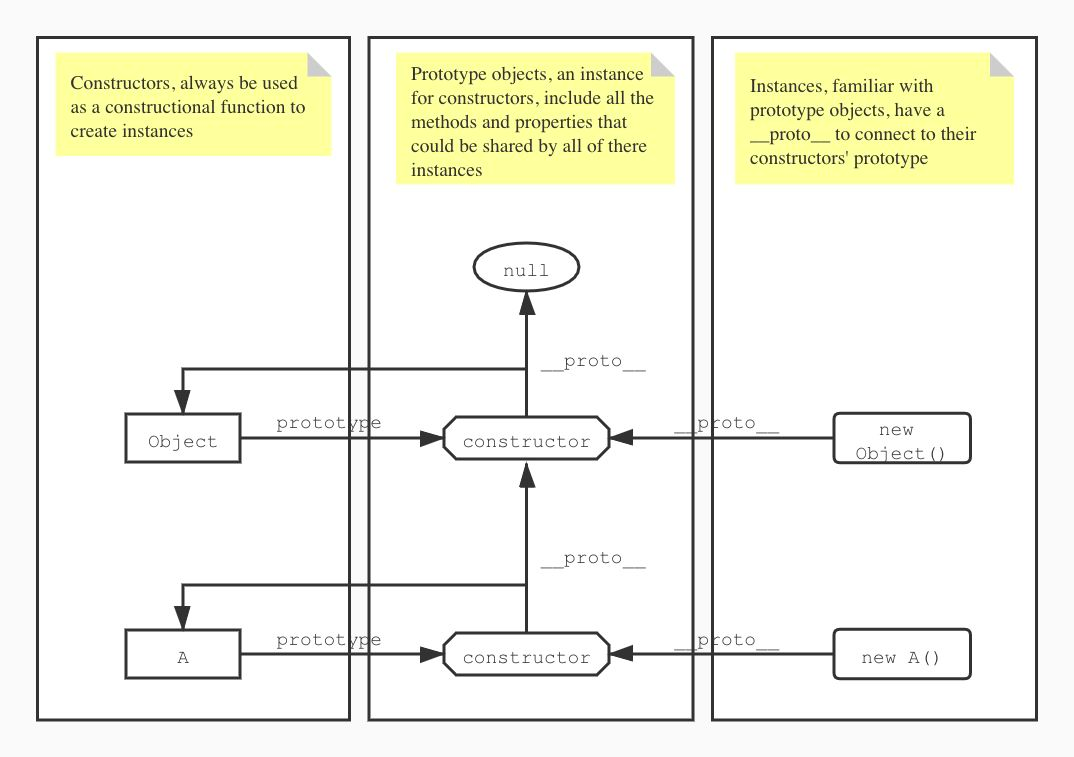 Constructors, always be used
as a constructional function to
create instances
Prototype objects, an instance
for constructors, include all the
methods and properties that
could be shared by all of there
instances
Instances, familiar with
prototype objects, have a
__proto__ to connect to their
constructors' prototype
null
__proto__
prototype
__proto__
Object
constructor
new
Object()
__proto__
prototype
__proto__
A
constructor
new A()